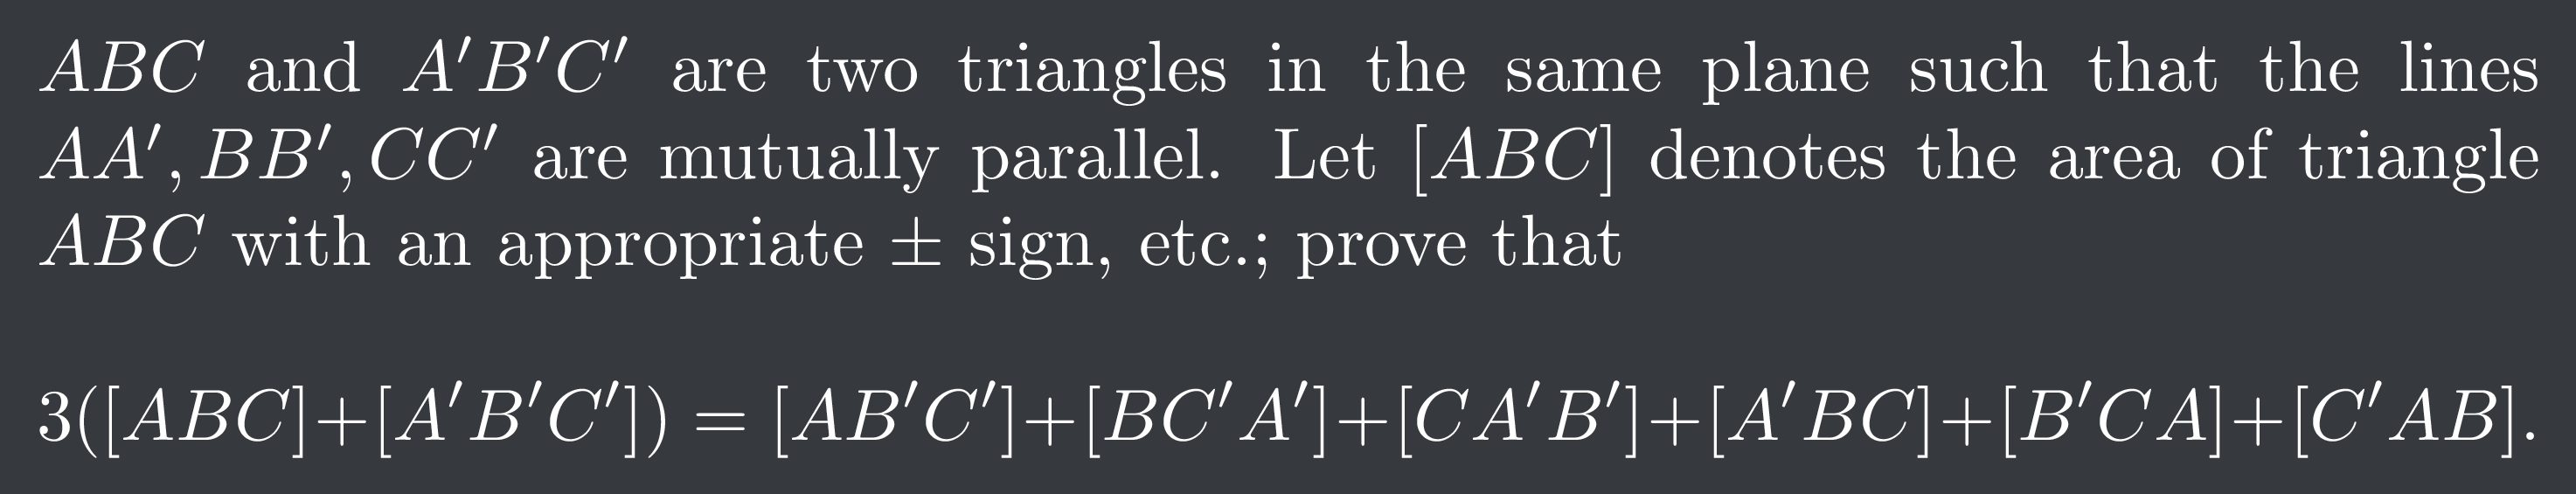 ABC and A′B′C′ are two triangles in the same plane such that the lines
AA′, BB′, CC′ are mutually parallel. Let [ABC] denotes the area of triangle
ABC with an appropriate ± sign, etc.; prove that
3([ABC]+[A′B′C′]) = [AB′C′]+[BC′A′]+[CA′B′]+[A′BC]+[B′CA]+[C′AB].